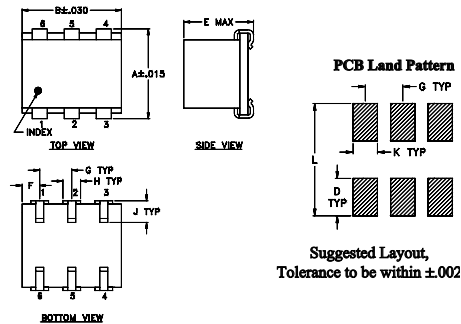 B±.030
6 5 4
A±.015
INDEX
1 2 3
TOP VIEW
E MAX
SIDE VIEW
PCB Land Pattern
G TYP
L
K TYP
D
TYP
Suggested Layout,
Tolerance to be within ±.002
G TYP
H TYP
F
1 2 3
J TYP
6 5 4
BOTTOM VIEW